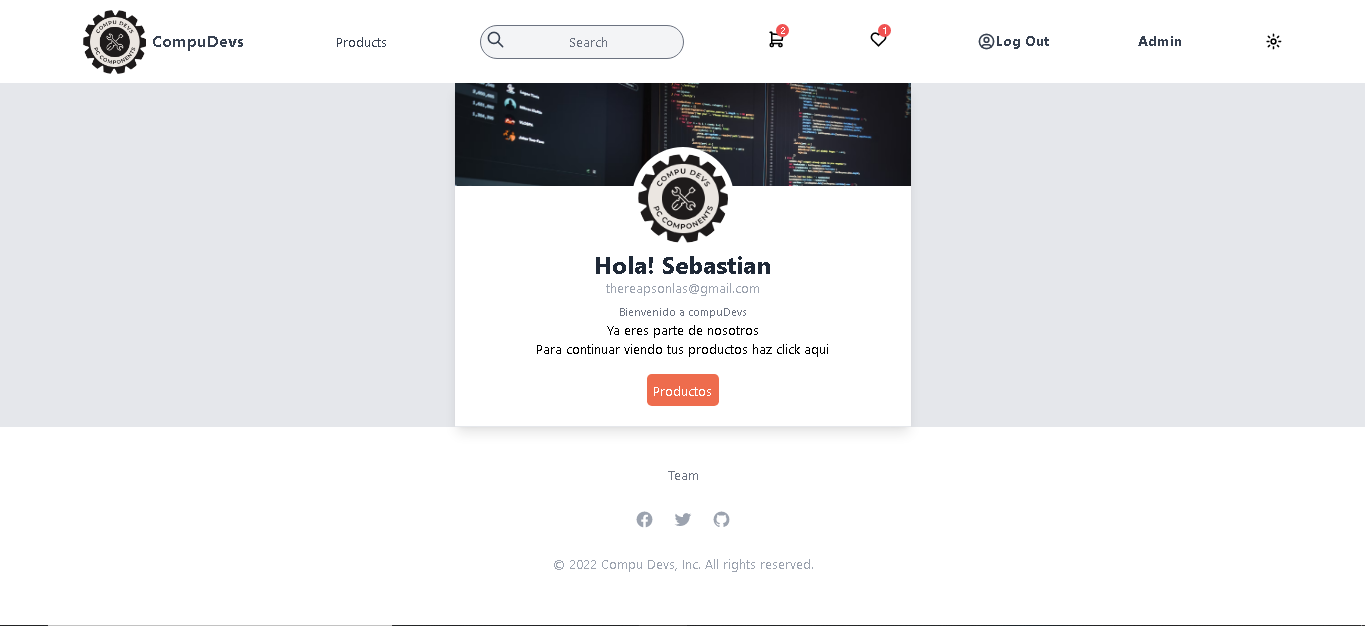 COMPU DEVS
PC COMPONENTS
CompuDevs
Products
Search
2
1
Log Out
Admin
COMPU DEVS
PC COMPONENTS
Hola! Sebastian
thereapsonlas@gmail.com
Bienvenido a compuDevs
Ya eres parte de nosotros
Para continuar viendo tus productos haz click aqui
Productos
Team
© 2022 Compu Devs, Inc. All rights reserved.